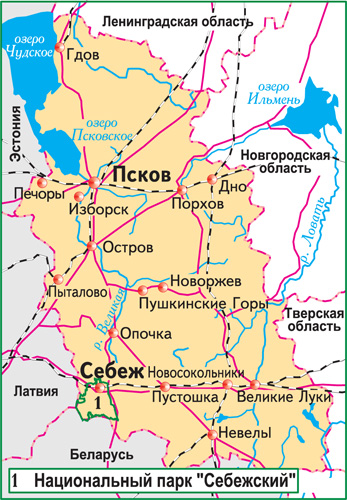 Ленинградская область
озеро
Чудское
Гдов
озеро
Ильмень
озеро
Псковское
Эстония
Новгородская
область
Псков
Дно
Печоры
Изборск
Порхов
р. Ловать
Остров
Новоржев
Пыталово
Пушкинские Горы
р. Великая
Тверская
область
Опочка
Себеж
Новосокольники
Латвия
1
Пустошка
Великие Луки
Невелы
Беларусь
1 Национальный парк "Себежский"